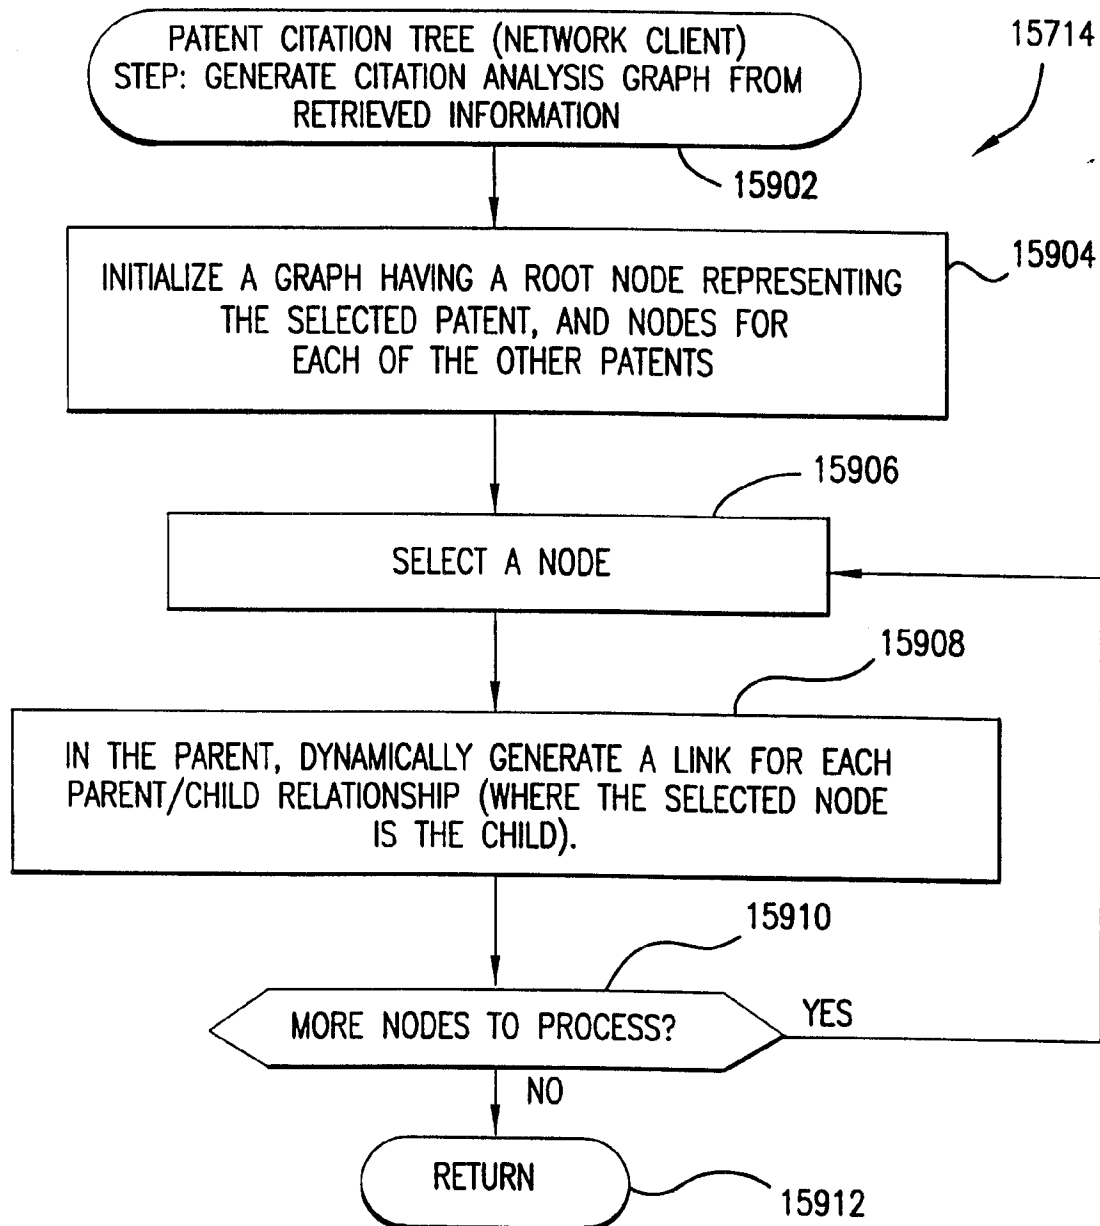 PATENT CITATION TREE (NETWORK CLIENT)
STEP: GENERATE CITATION ANALYSIS GRAPH FROM
RETRIEVED INFORMATION
15714
15902
INITIALIZE A GRAPH HAVING A ROOT NODE REPRESENTING
THE SELECTED PATENT, AND NODES FOR
EACH OF THE OTHER PATENTS
15904
15906
SELECT A NODE
15908
IN THE PARENT, DYNAMICALLY GENERATE A LINK FOR EACH
PARENT/CHILD RELATIONSHIP (WHERE THE SELECTED NODE
IS THE CHILD).
15910
MORE NODES TO PROCESS?
YES
NO
RETURN
15912